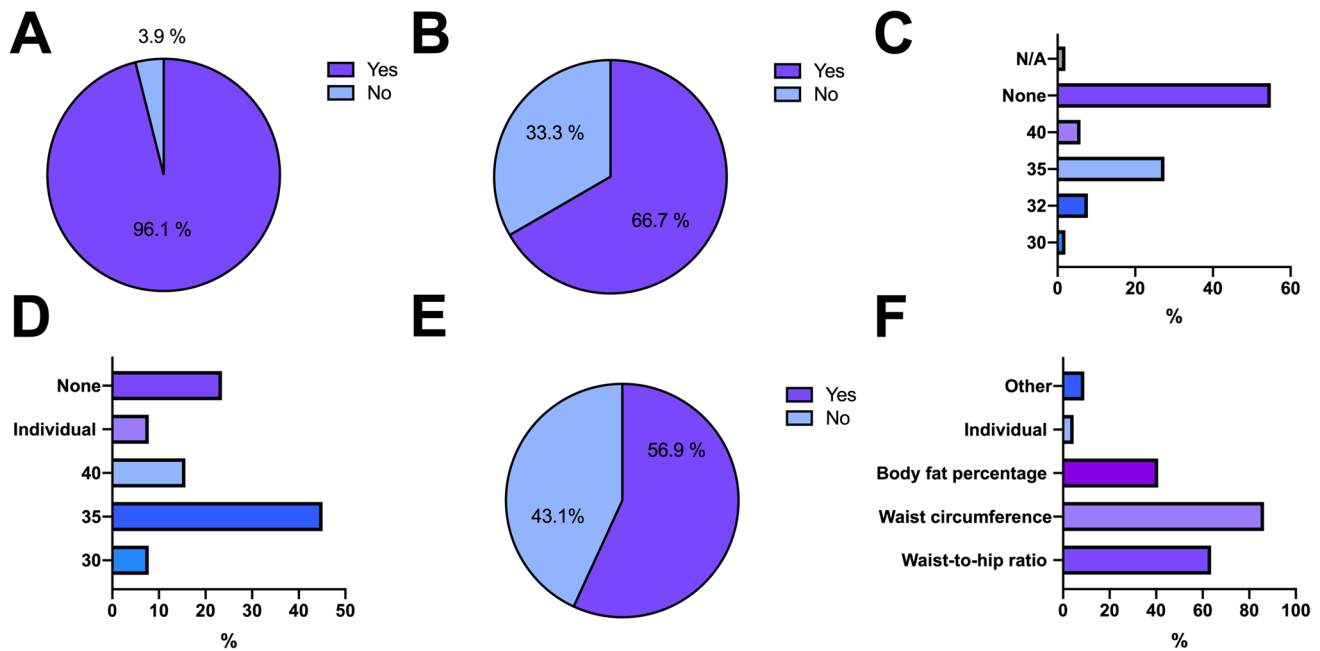 A
3.9 %
Yes
No
96.1 %
B
Yes
No
33.3 %
66.7 %
C
N/A
None
40
35
32
30
0 20 40 60
%
D
None
Individual
40
35
30
0 10 20 30 40 50
%
E
Yes
No
56.9 %
43.1%
F
Other
Individual
Body fat percentage
Waist circumference
Waist-to-hip ratio
0 20 40 60 80 100
%